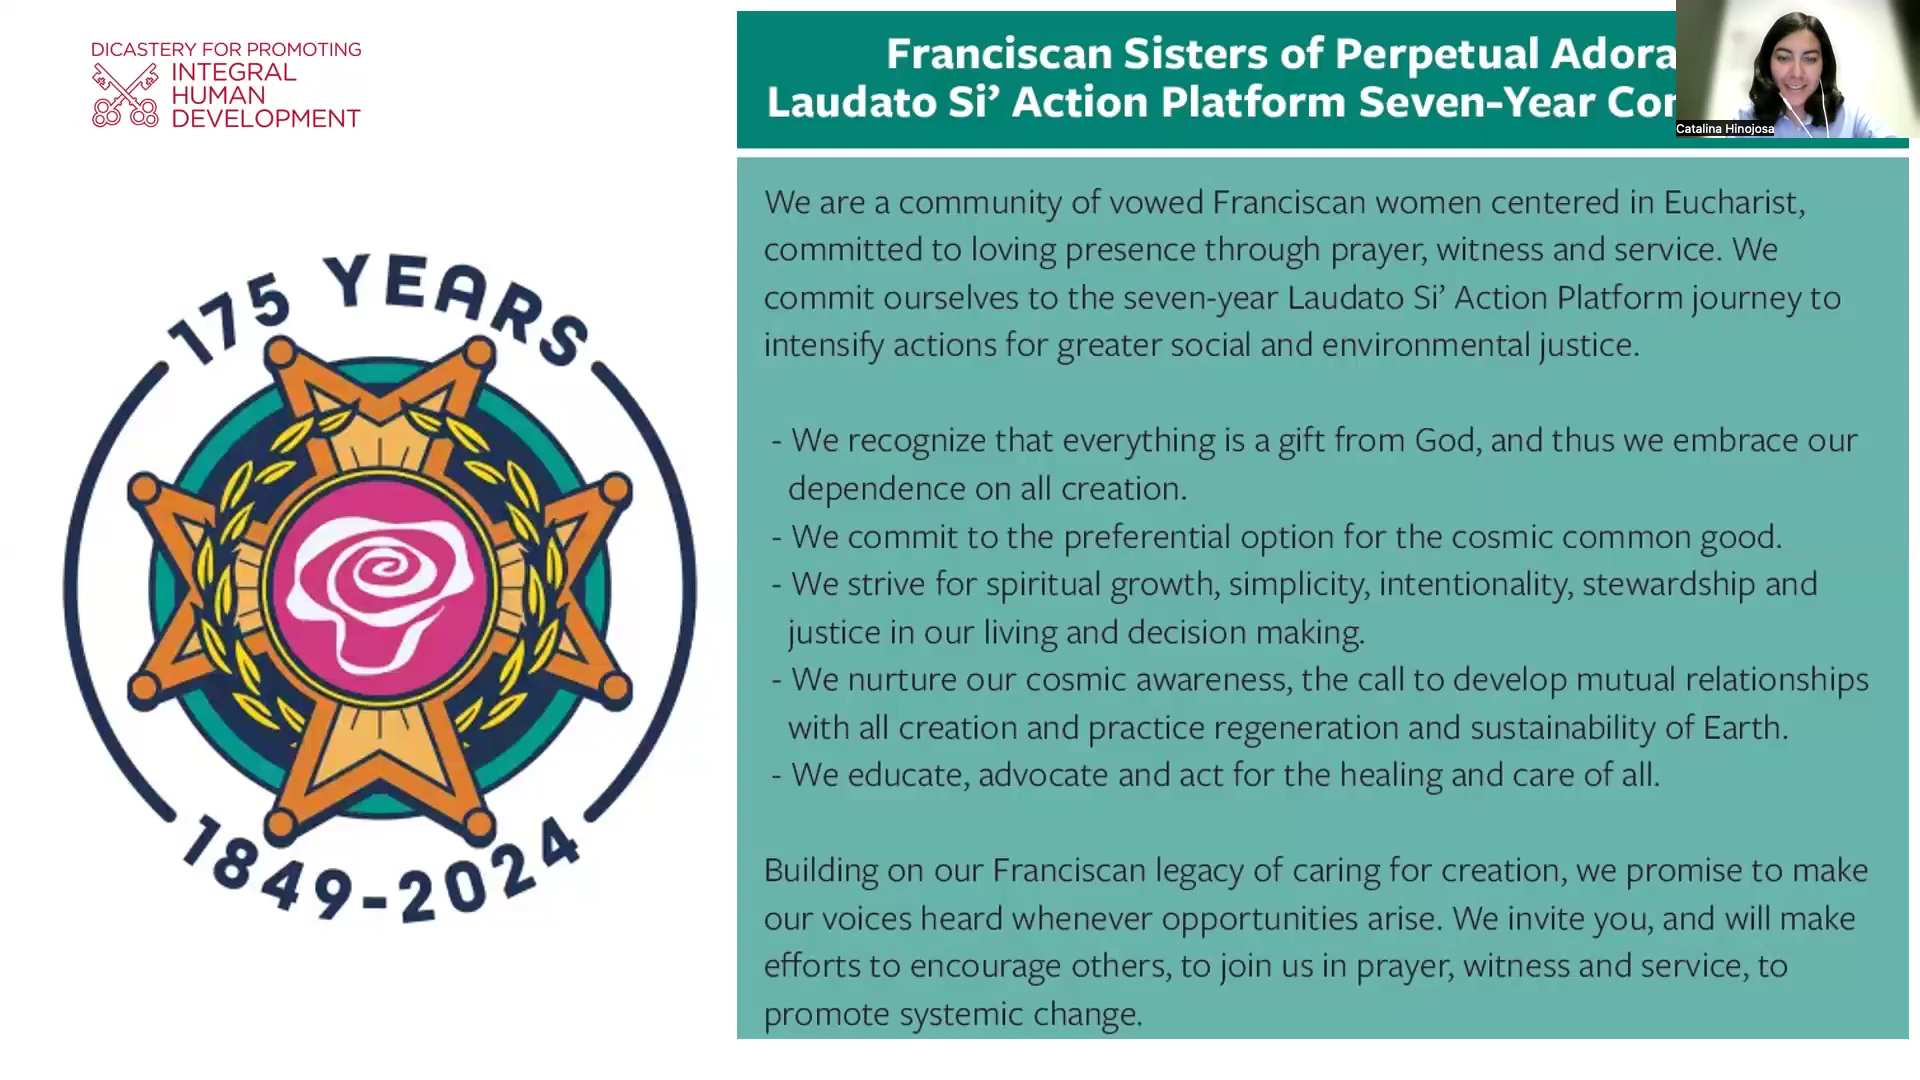 DICASTERY FOR PROMOTING
INTEGRAL
HUMAN
DEVELOPMENT
175 YEARS
1849-2024
Franciscan Sisters of Perpetual
Laudato Si’ Action Platform Seven-Year
Catalina Hinojosa
We are a community of vowed Franciscan women centered in Eucharist,
committed to loving presence through prayer, witness and service. We
commit ourselves to the seven-year Laudato Si’ Action Platform journey to
intensify actions for greater social and environmental justice.
- We recognize that everything is a gift from God, and thus we embrace our
dependence on all creation.
- We commit to the preferential option for the cosmic common good.
- We strive for spiritual growth, simplicity, intentionality, stewardship and
justice in our living and decision making.
- We nurture our cosmic awareness, the call to develop mutual relationships
with all creation and practice regeneration and sustainability of Earth.
- We educate, advocate and act for the healing and care of all.
Building on our Franciscan legacy of caring for creation, we promise to make
our voices heard whenever opportunities arise. We invite you, and will make
efforts to encourage others, to join us in prayer, witness and service, to
promote systemic change.